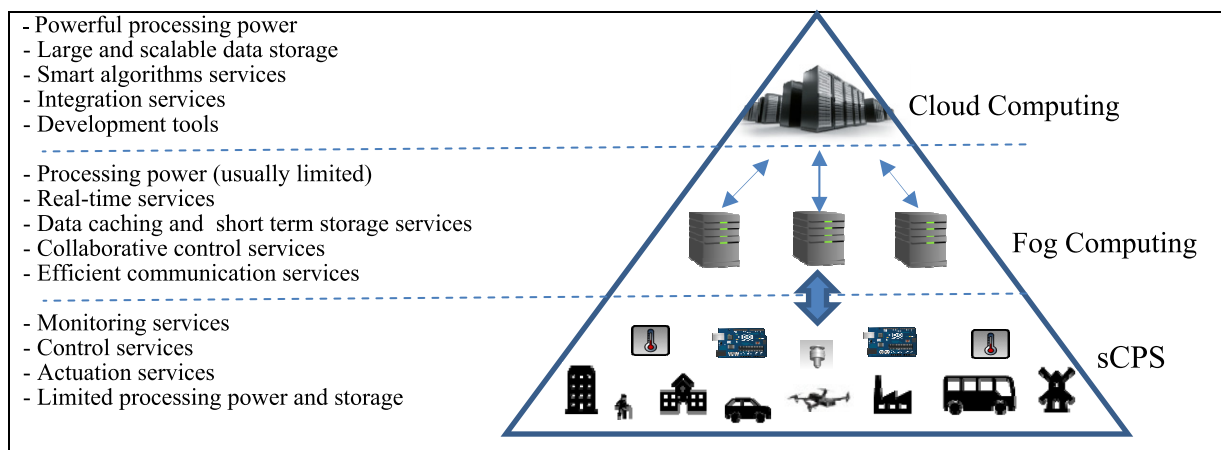 - Powerful processing power
- Large and scalable data storage
- Smart algorithms services
- Integration services
- Development tools
Cloud Computing
- Processing power (usually limited)
- Real-time services
- Data caching and  short term storage services
- Collaborative control services
- Efficient communication services
Fog Computing
- Monitoring services
- Control services
- Actuation services
- Limited processing power and storage
sCPS